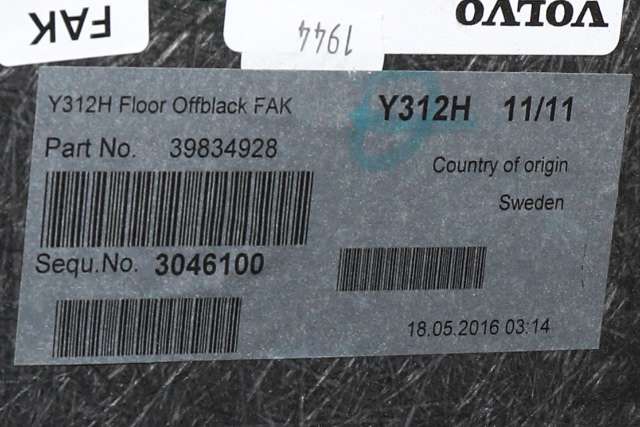 FAK
1944
VOLVO
Y312H Floor Offblack FAK
Y312H 11/11
Part No. 39834928
Country of origin
Sweden
Sequ.No. 3046100
18.05.2016 03:14